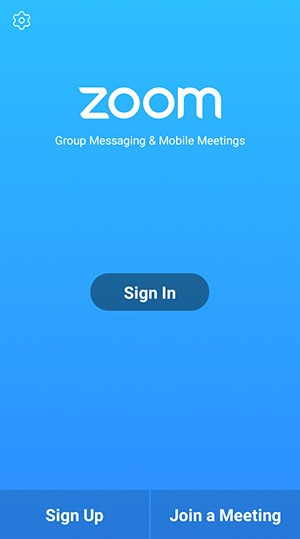 zoom
Group Messaging & Mobile Meetings
Sign In
Sign Up
Join a Meeting